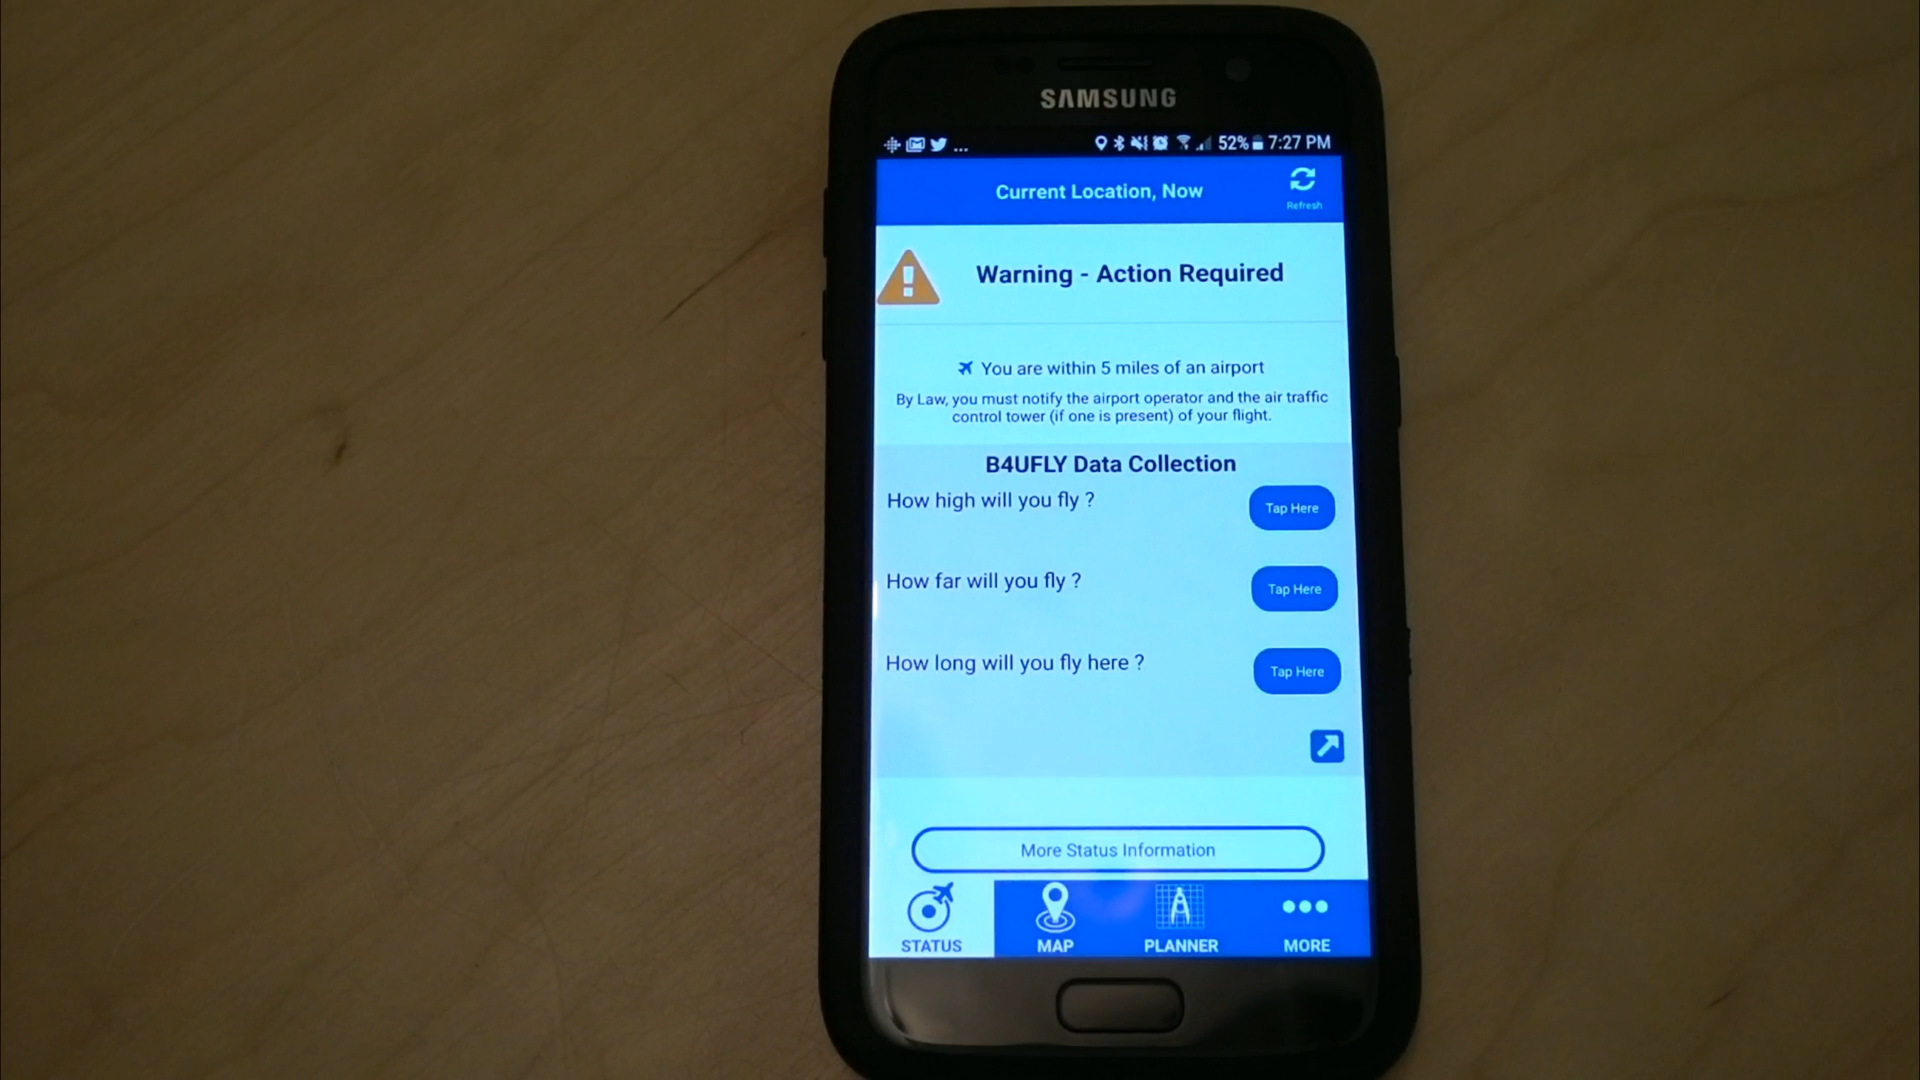 SAMSUNG
... 52% 7:27 PM
Current Location, Now
Refresh
Warning - Action Required
You are within 5 miles of an airport
By Law, you must notify the airport operator and the air traffic
control tower (if one is present) of your flight.
B4UFLY Data Collection
How high will you fly ?
Tap Here
How far will you fly ?
Tap Here
How long will you fly here ?
Tap Here
More Status Information
STATUS MAP PLANNER MORE